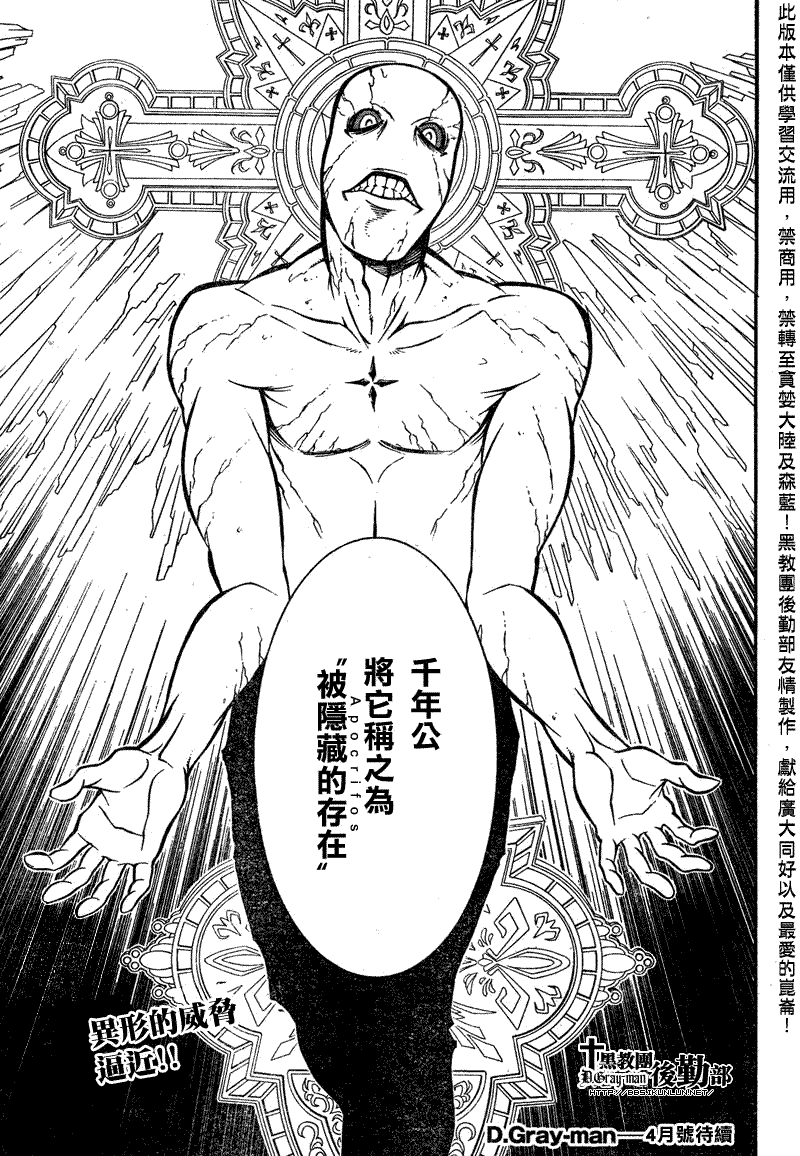 此版本僅供學習交流用，禁商用，禁轉至貪婪大陸及森藍！黑教團後勤部友情製作，獻給廣大同好以及最愛的崑崙！
千年公
將它稱之為
Apocrifos
"被隱藏的存在"
異形的威脅
逼近!!
黑教團
D.Gray-man 後勤部
HTTP://BBS.KUNLUN.NET/
D.Gray-man——4月號待續